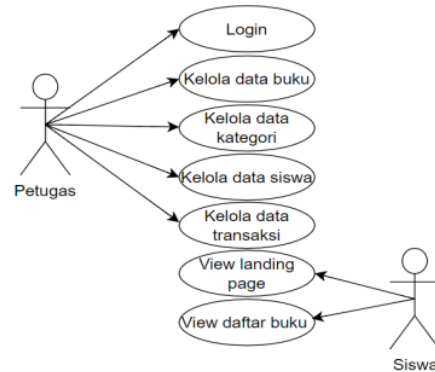 Login
Kelola data buku
Kelola data
kategori
Kelola data siswa
Petugas
Kelola data
transaksi
View landing
page
View daftar buku
Siswa